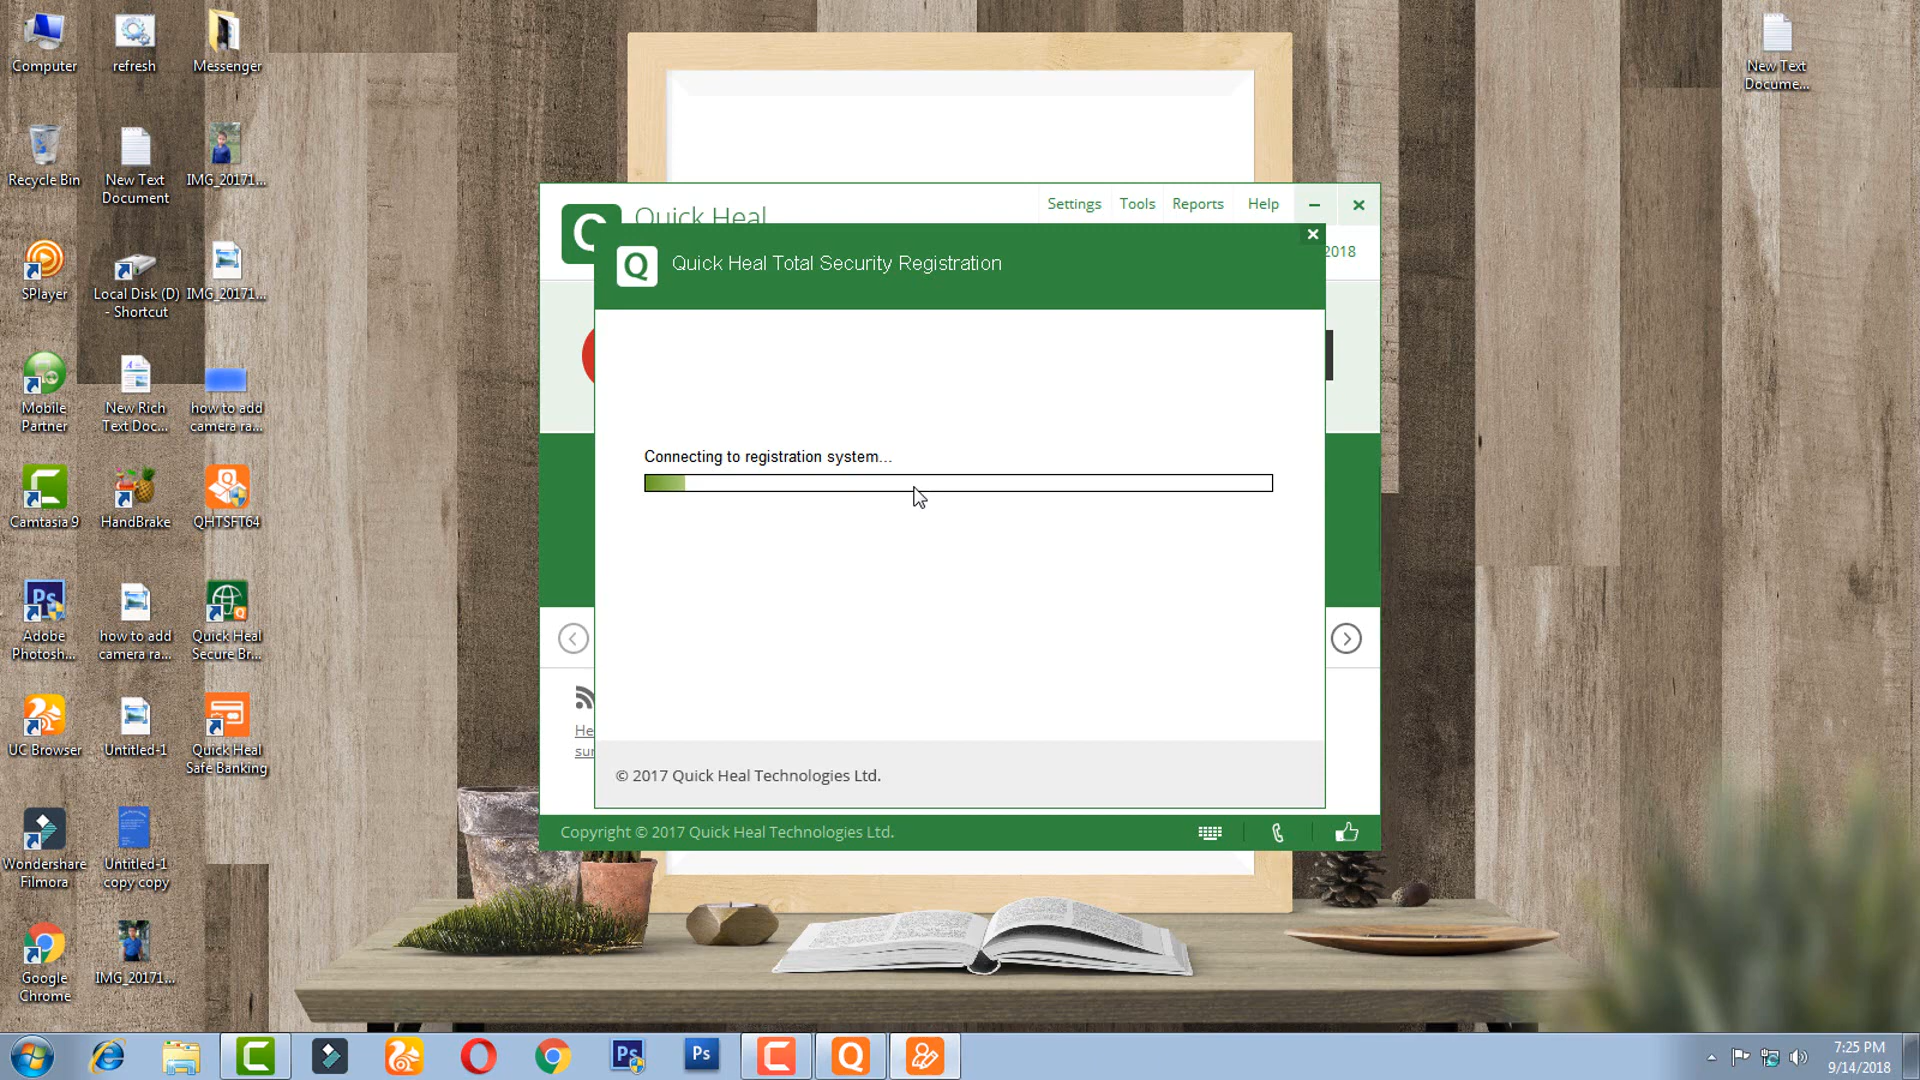 Computer
refresh
Messenger
New Text
Docume...
Recycle Bin
New Text
Document
IMG_20171...
SPlayer
Local Disk (D)
- Shortcut
IMG_20171...
Mobile
Partner
New Rich
Text Doc...
how to add
camera ra...
Camtasia 9
HandBrake
QHTSFT64
Adobe
Photosh...
how to add
camera ra...
Quick Heal
Secure Br...
UC Browser
Untitled-1
Quick Heal
Safe Banking
Wondershare
Filmora
Untitled-1
copy copy
Google
Chrome
IMG_20171...
Quick Heal
Settings
Tools
Reports
Help
2018
Quick Heal Total Security Registration
Connecting to registration system...
He
sur
© 2017 Quick Heal Technologies Ltd.
Copyright © 2017 Quick Heal Technologies Ltd.
7:25 PM
9/14/2018